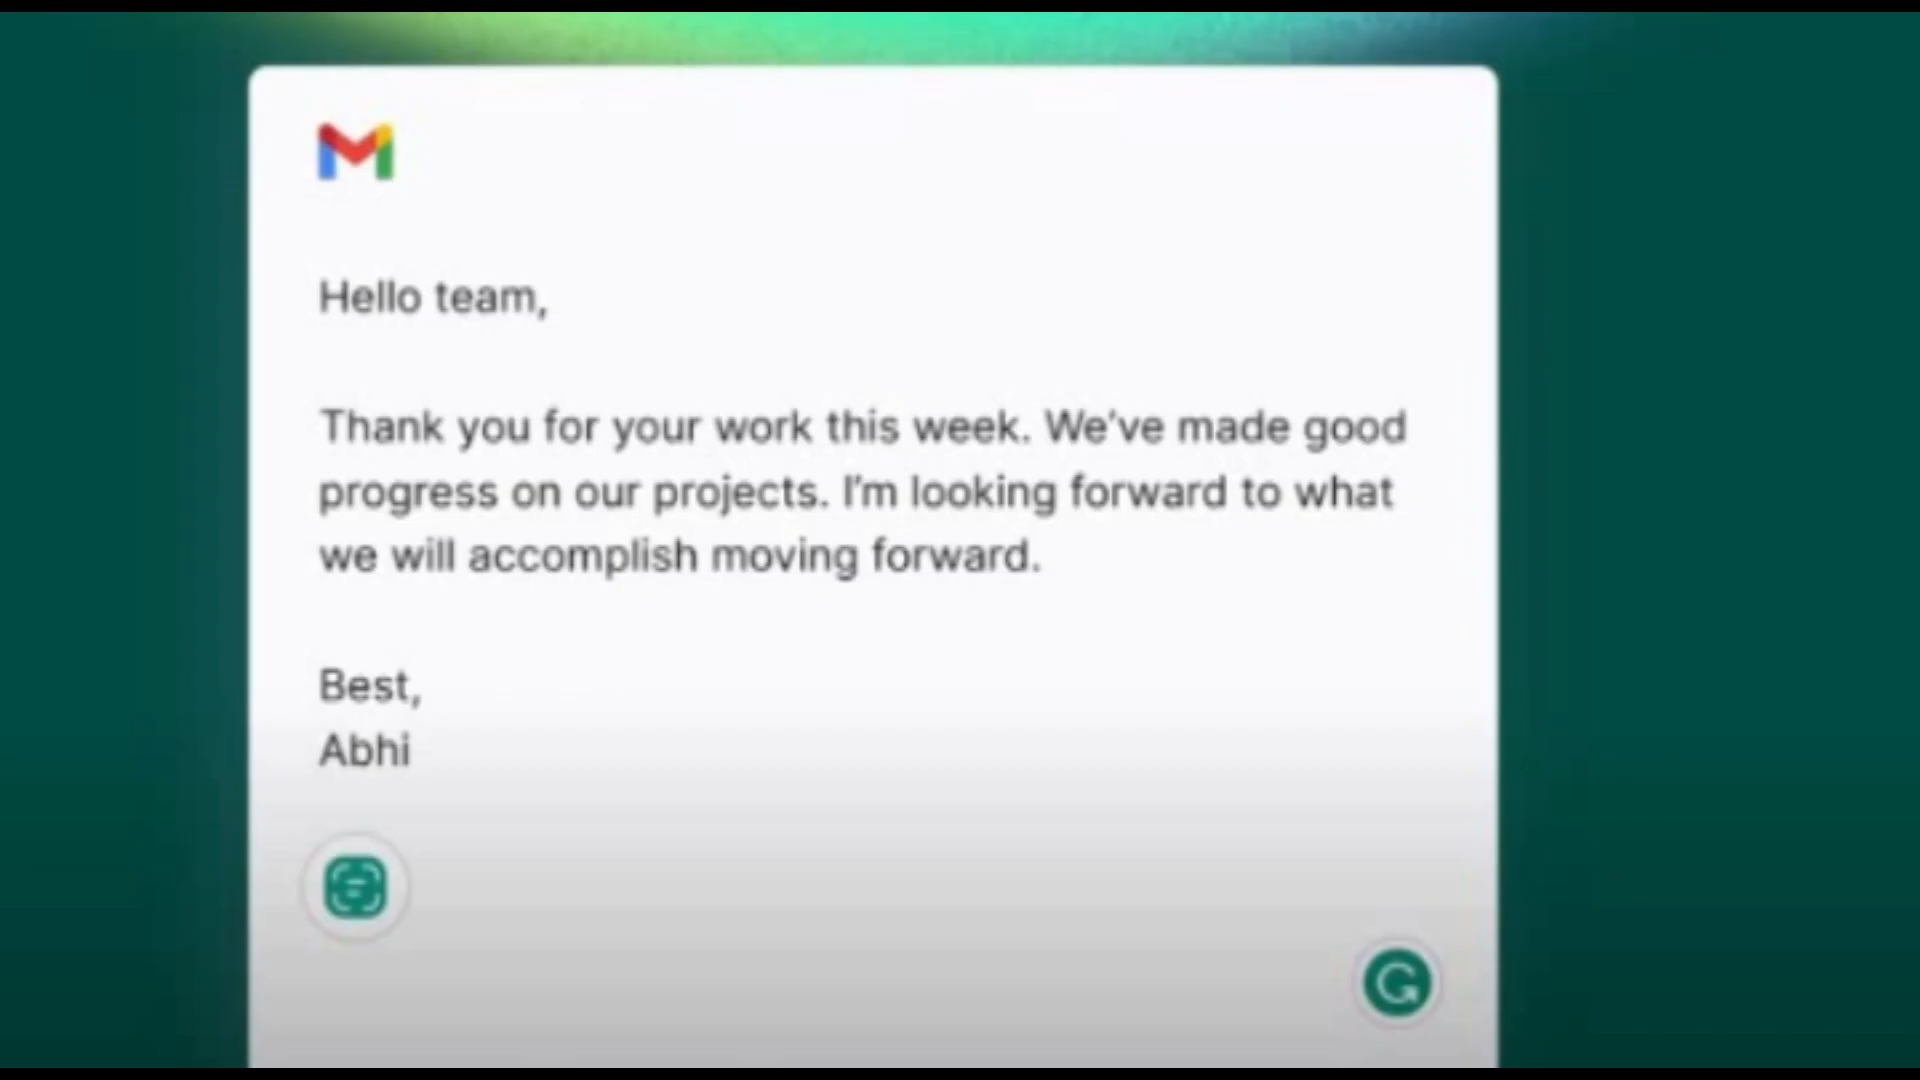 Hello team,
Thank you for your work this week. We’ve made good
progress on our projects. I’m looking forward to what
we will accomplish moving forward.
Best,
Abhi